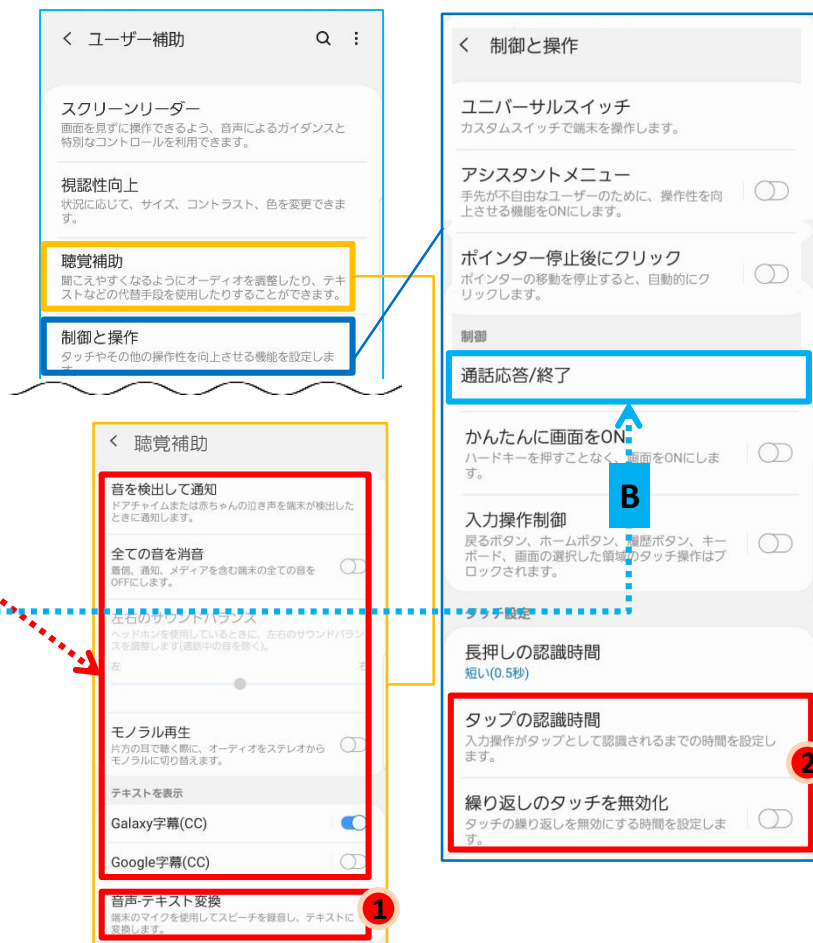 ユーザー補助
スクリーンリーダー
画面を見ずに操作できるよう、音声によるガイダンスと
特別なコントロールを利用できます。
視認性向上
状況に応じて、サイズ、コントラスト、色を変更できま
す。
聴覚補助
聞こえやすくなるようにオーディオを調整したり、テキ
ストなどの代替手段を使用したりすることができます。
制御と操作
タッチやその他の操作性を向上させる機能を設定しま
す。
聴覚補助
音を検出して通知
ドアチャイムまたは赤ちゃんの泣き声を端末が検出した
ときに通知します。
全ての音を消音
着信、通知、メディアを含む端末の全ての音を
OFFにします。
左右のサウンドバランス
ヘッドホンを使用しているときに、左右のサウンドバラン
スを調整します(通話中の音を除く)。
左 右
モノラル再生
片方の耳で聴く際に、オーディオをステレオから
モノラルに切り替えます。
テキストを表示
Galaxy字幕(CC)
Google字幕(CC)
音声-テキスト変換
端末のマイクを使用してスピーチを録音し、テキストに
変換します。
1
制御と操作
ユニバーサルスイッチ
カスタムスイッチで端末を操作します。
アシスタントメニュー
手先が不自由なユーザーのために、操作性を向
上させる機能をONにします。
ポインター停止後にクリック
ポインターの移動を停止すると、自動的にク
リックします。
制御
通話応答/終了
かんたんに画面をON
ハードキーを押すことなく、画面をONにしま
す。
B
入力操作制御
戻るボタン、ホームボタン、履歴ボタン、キー
ボード、画面の選択した領域のタッチ操作はブ
ロックされます。
タッチ設定
長押しの認識時間
短い(0.5秒)
タップの認識時間
入力操作がタップとして認識されるまでの時間を設定し
ます。
2
繰り返しのタッチを無効化
タッチの繰り返しを無効にする時間を設定しま
す。